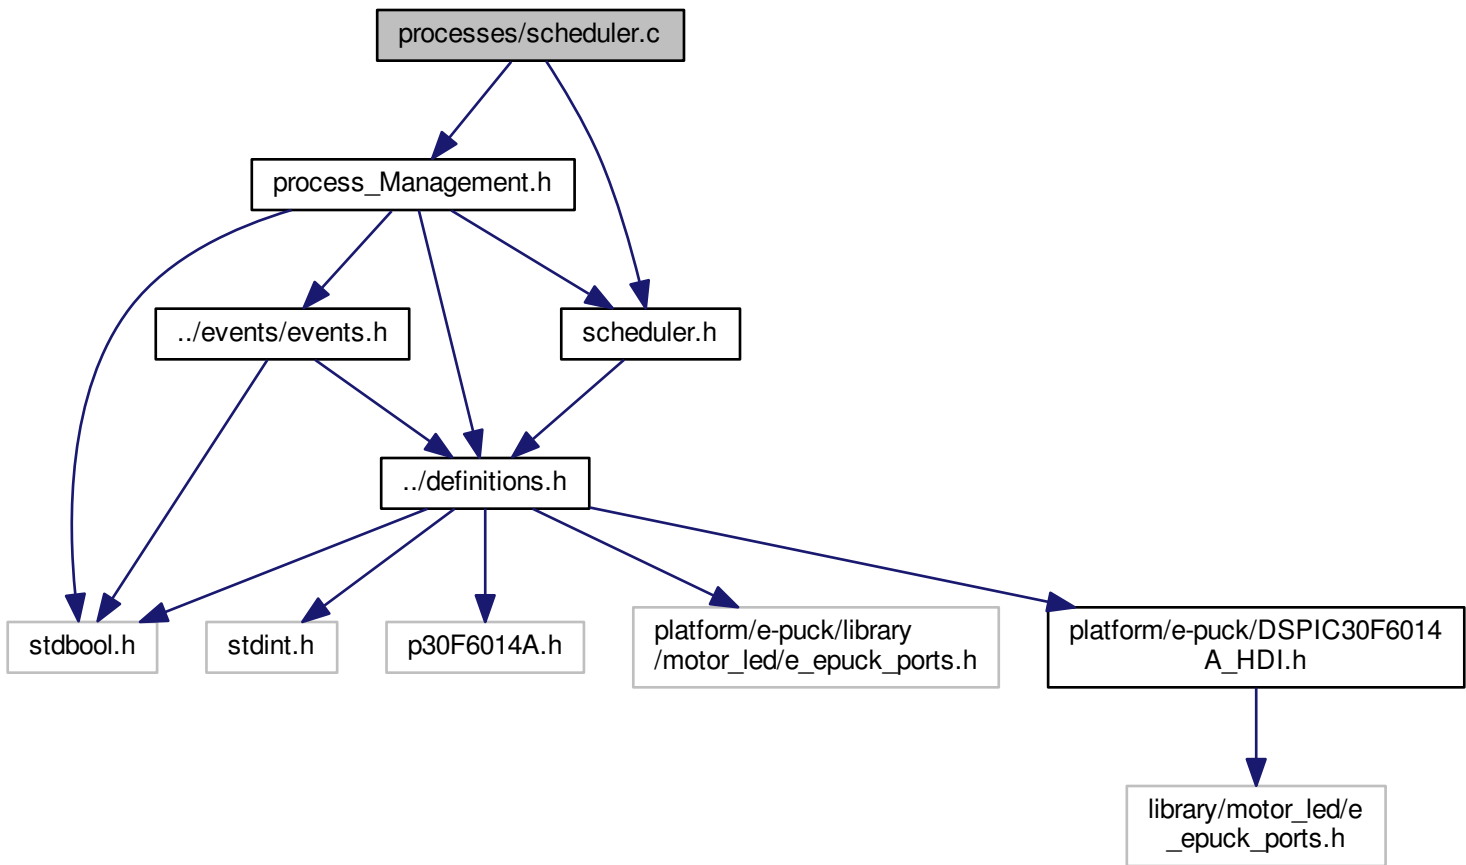 processes/scheduler.c
process_Management.h
../events/events.h
scheduler.h
../definitions.h
stdbool.h
stdint.h
p30F6014A.h
platform/e-puck/library
/motor_led/e_epuck_ports.h
platform/e-puck/DSPIC30F6014
A_HDI.h
library/motor_led/e
_epuck_ports.h